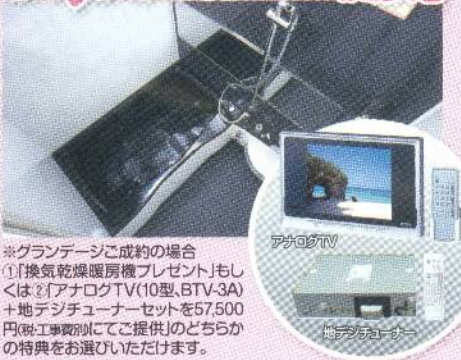 アナログTV
地デジチューナー
※グランデージご成約の場合
①「換気乾燥暖房機プレゼント」もし
くは②「アナログTV(10型、BTV-3A)
+地デジチューナーセットを57,500
円(税・工事費別)にてご提供」のどちらか
の特典をお選びいただけます。